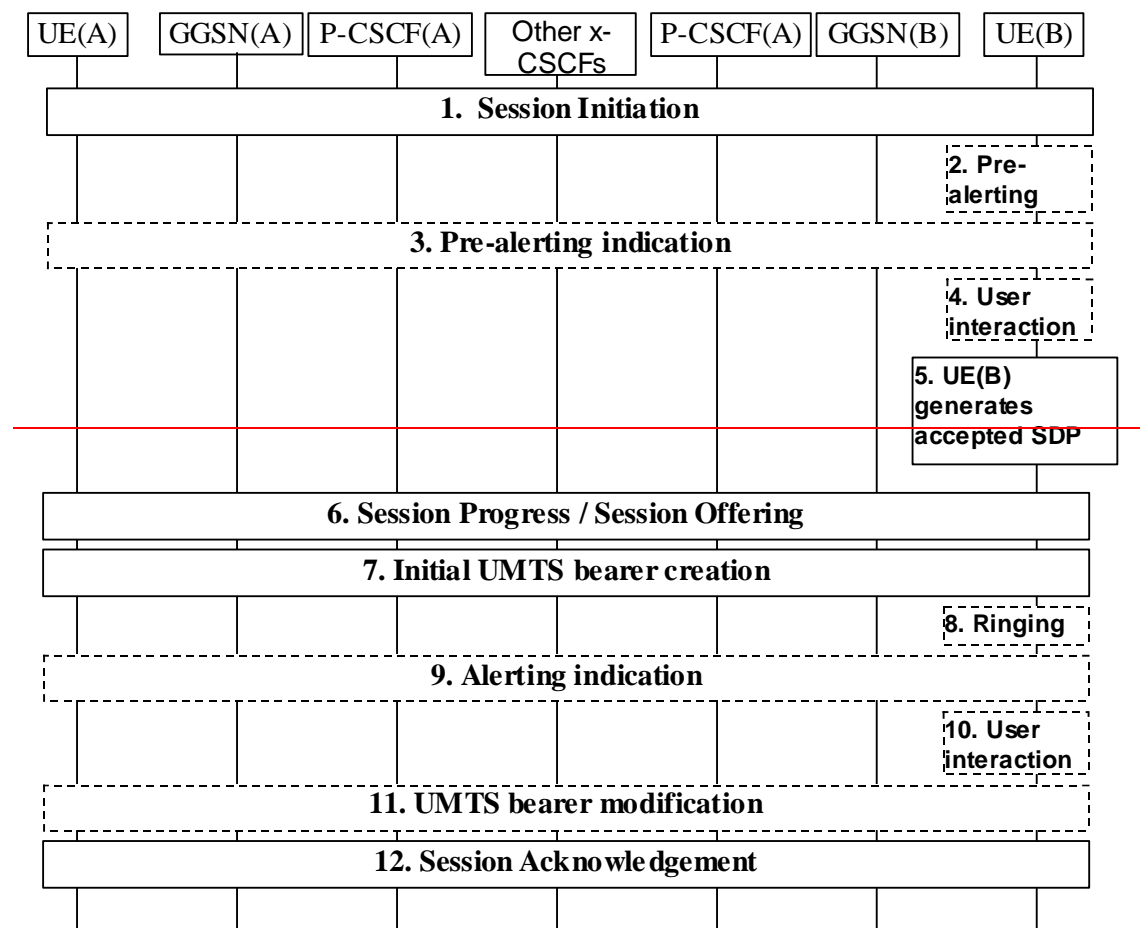 UE(A)
GGSN(A)
P-CSCF(A)
Other x-
CSCFs
P-CSCF(A)
GGSN(B)
UE(B)
1. Session Initiation
2. Pre-
alerting
3. Pre-alerting indication
4. User
interaction
5. UE(B)
generates
accepted SDP
6. Session Progress / Session Offering
7. Initial UMTS bearer creation
8. Ringing
9. Alerting indication
10. User
interaction
11. UMTS bearer modification
12. Session Acknowledgement